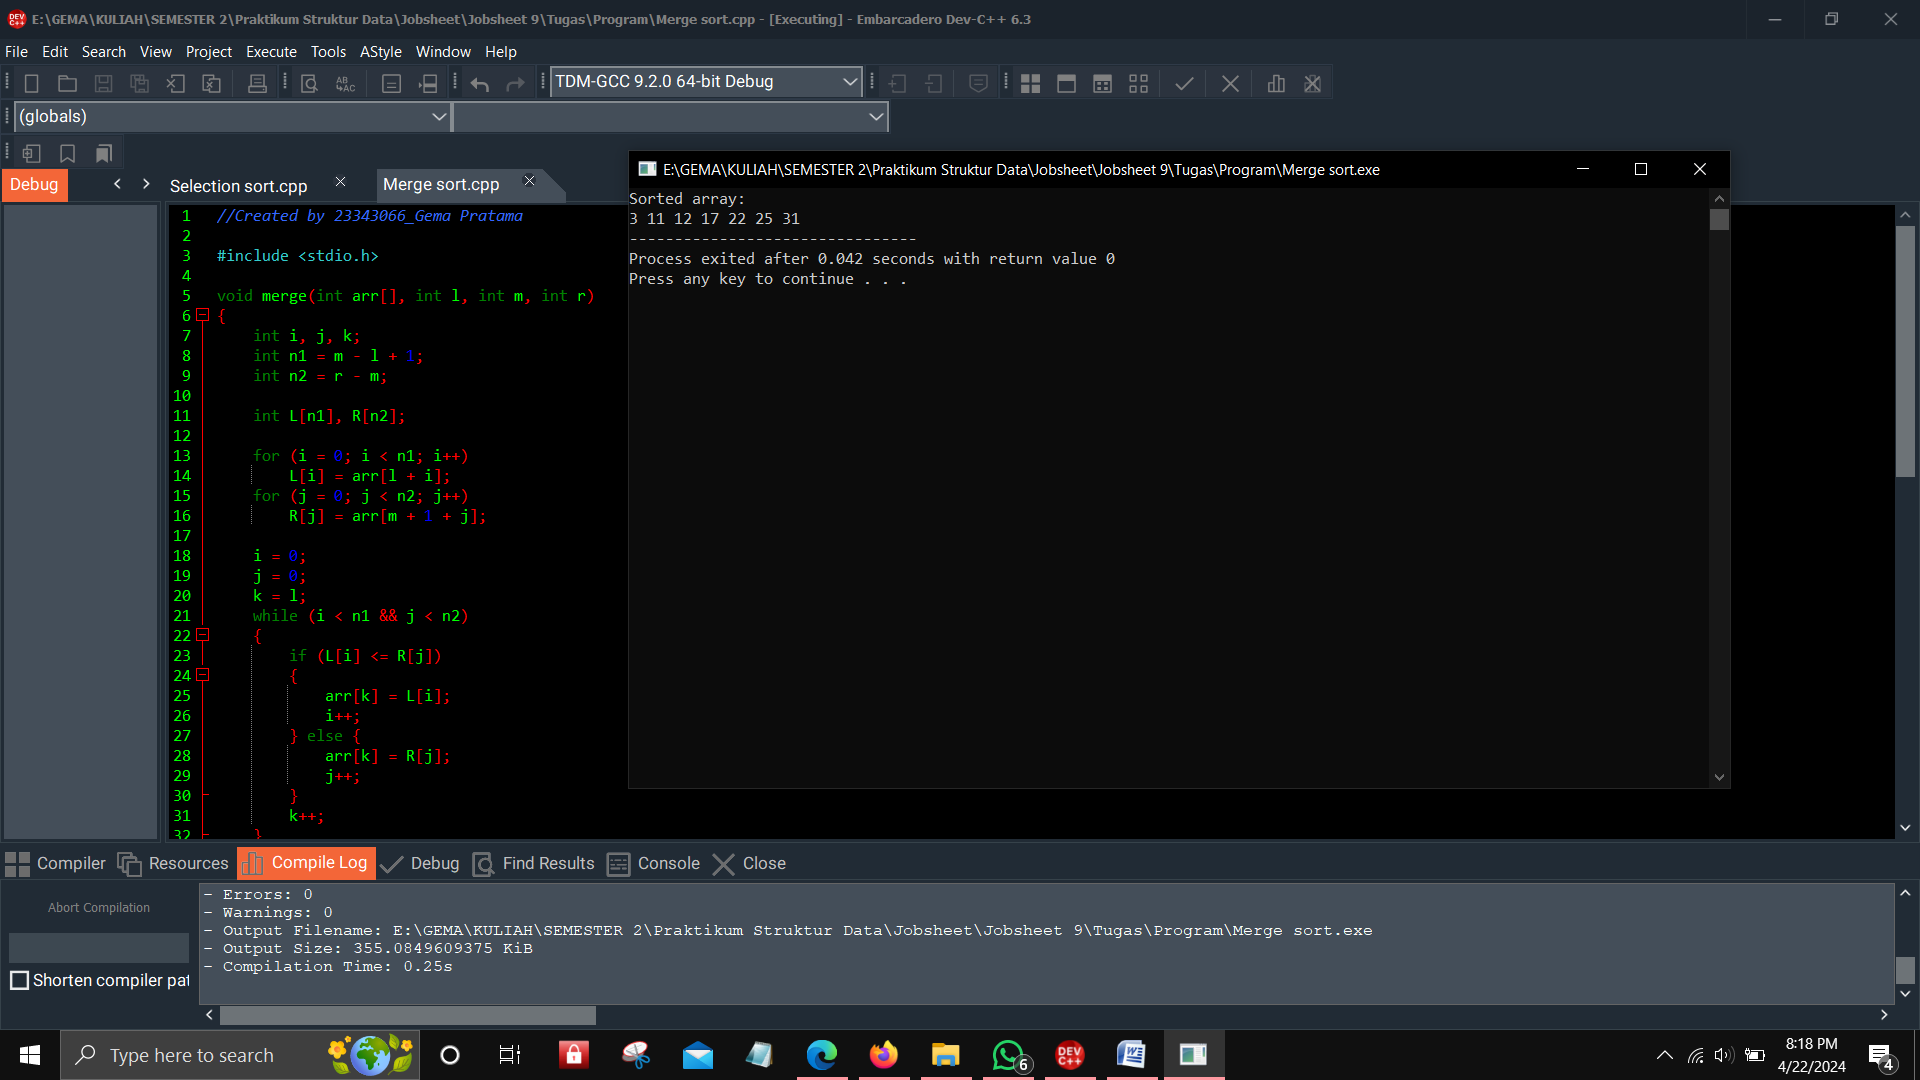 E:\GEMA\KULIAH\SEMESTER 2\Praktikum Struktur Data\Jobsheet\Jobsheet 9\Tugas\Program\Merge sort.cpp - [Executing] - Embarcadero Dev-C++ 6.3
File Edit Search View Project Execute Tools AStyle Window Help
TDM-GCC 9.2.0 64-bit Debug
(globals)
Debug
Selection sort.cpp
Merge sort.cpp
1 //Created by 23343066_Gema Pratama
2
3 #include <stdio.h>
4
5 void merge(int arr[], int l, int m, int r)
6 {
7 int i, j, k;
8 int n1 = m - l + 1;
9 int n2 = r - m;
10
11 int L[n1], R[n2];
12
13 for (i = 0; i < n1; i++)
14 L[i] = arr[l + i];
15 for (j = 0; j < n2; j++)
16 R[j] = arr[m + 1 + j];
17
18 i = 0;
19 j = 0;
20 k = l;
21 while (i < n1 && j < n2)
22 {
23 if (L[i] <= R[j])
24 {
25 arr[k] = L[i];
26 i++;
27 } else {
28 arr[k] = R[j];
29 j++;
30 }
31 k++;
32 }
E:\GEMA\KULIAH\SEMESTER 2\Praktikum Struktur Data\Jobsheet\Jobsheet 9\Tugas\Program\Merge sort.exe
Sorted array:
3 11 12 17 22 25 31
--------------------------------
Process exited after 0.042 seconds with return value 0
Press any key to continue . . .
Compiler Resources Compile Log Debug Find Results Console Close
Abort Compilation
Shorten compiler pat
- Errors: 0
- Warnings: 0
- Output Filename: E:\GEMA\KULIAH\SEMESTER 2\Praktikum Struktur Data\Jobsheet\Jobsheet 9\Tugas\Program\Merge sort.exe
- Output Size: 355.0849609375 KiB
- Compilation Time: 0.25s
Type here to search
6
DEV C++
8:18 PM
4/22/2024
4